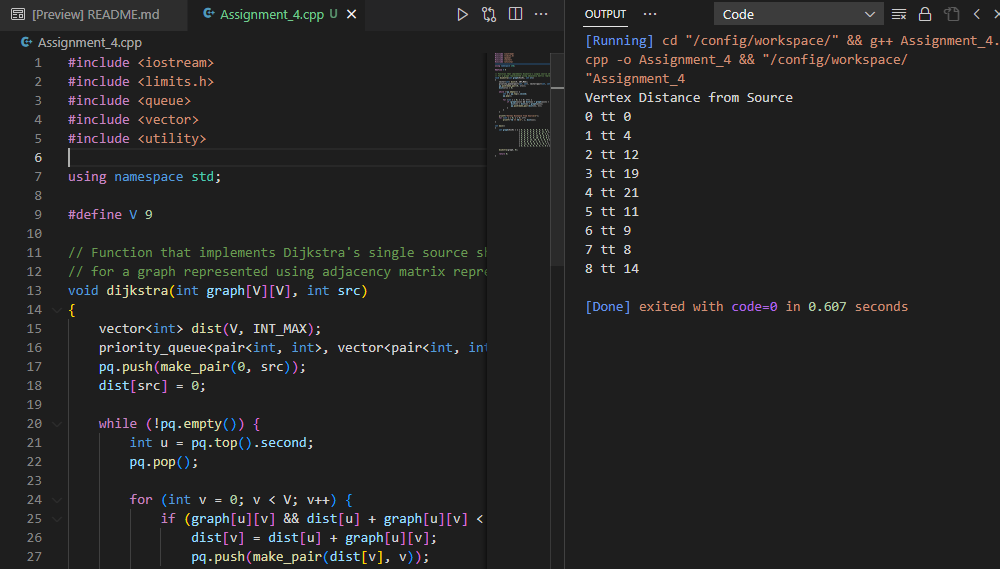 [Preview] README.md
Assignment_4.cpp U
Assignment_4.cpp
1 #include <iostream>
2 #include <limits.h>
3 #include <queue>
4 #include <vector>
5 #include <utility>
6
7 using namespace std;
8
9 #define V 9
10
11 // Function that implements Dijkstra's single source sh
12 // for a graph represented using adjacency matrix repre
13 void dijkstra(int graph[V][V], int src)
14 {
15 vector<int> dist(V, INT_MAX);
16 priority_queue<pair<int, int>, vector<pair<int, int
17 pq.push(make_pair(0, src));
18 dist[src] = 0;
19
20 while (!pq.empty()) {
21 int u = pq.top().second;
22 pq.pop();
23
24 for (int v = 0; v < V; v++) {
25 if (graph[u][v] && dist[u] + graph[u][v] <
26 dist[v] = dist[u] + graph[u][v];
27 pq.push(make_pair(dist[v], v));
OUTPUT
Code
[Running] cd "/config/workspace/" && g++ Assignment_4.
cpp -o Assignment_4 && "/config/workspace/
"Assignment_4
Vertex Distance from Source
0 tt 0
1 tt 4
2 tt 12
3 tt 19
4 tt 21
5 tt 11
6 tt 9
7 tt 8
8 tt 14
[Done] exited with code=0 in 0.607 seconds